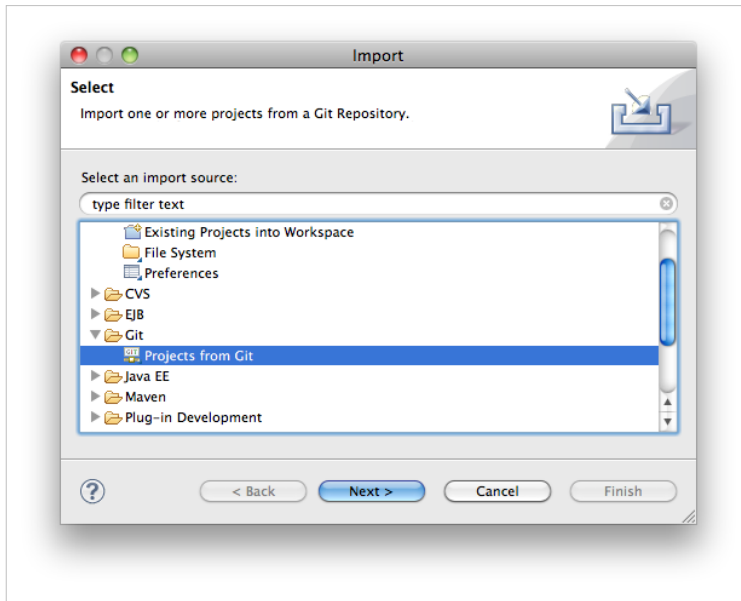 Import
Select
Import one or more projects from a Git Repository.
Select an import source:
type filter text
Existing Projects into Workspace
File System
Preferences
CVS
EJB
Git
GIT Projects from Git
Java EE
Maven
Plug-in Development
? < Back Next > Cancel Finish